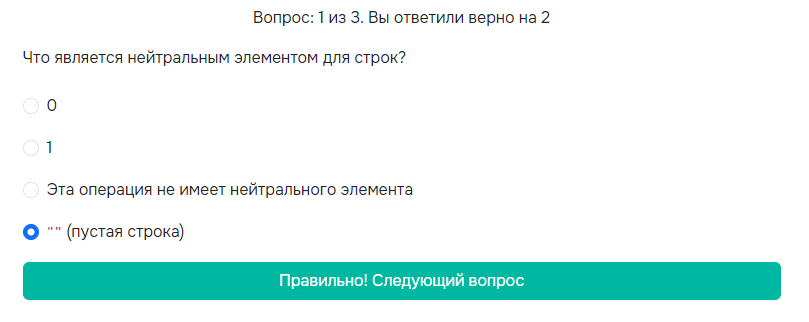 Вопрос: 1 из 3. Вы ответили верно на 2
Что является нейтральным элементом для строк?
0
1
Эта операция не имеет нейтрального элемента
"" (пустая строка)
Правильно! Следующий вопрос